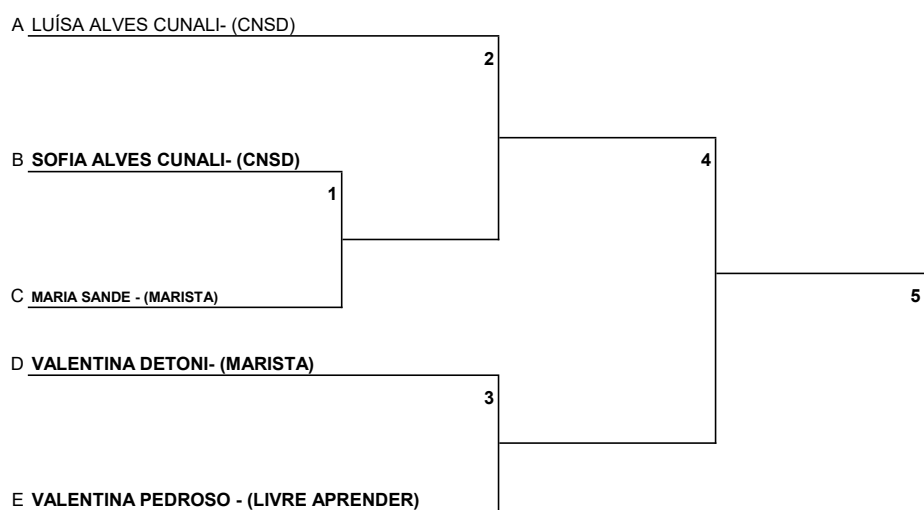 A LUÍSA ALVES CUNALI- (CNSD)
2
B SOFIA ALVES CUNALI- (CNSD)
4
1
C MARIA SANDE - (MARISTA)
5
D VALENTINA DETONI- (MARISTA)
3
E VALENTINA PEDROSO - (LIVRE APRENDER)